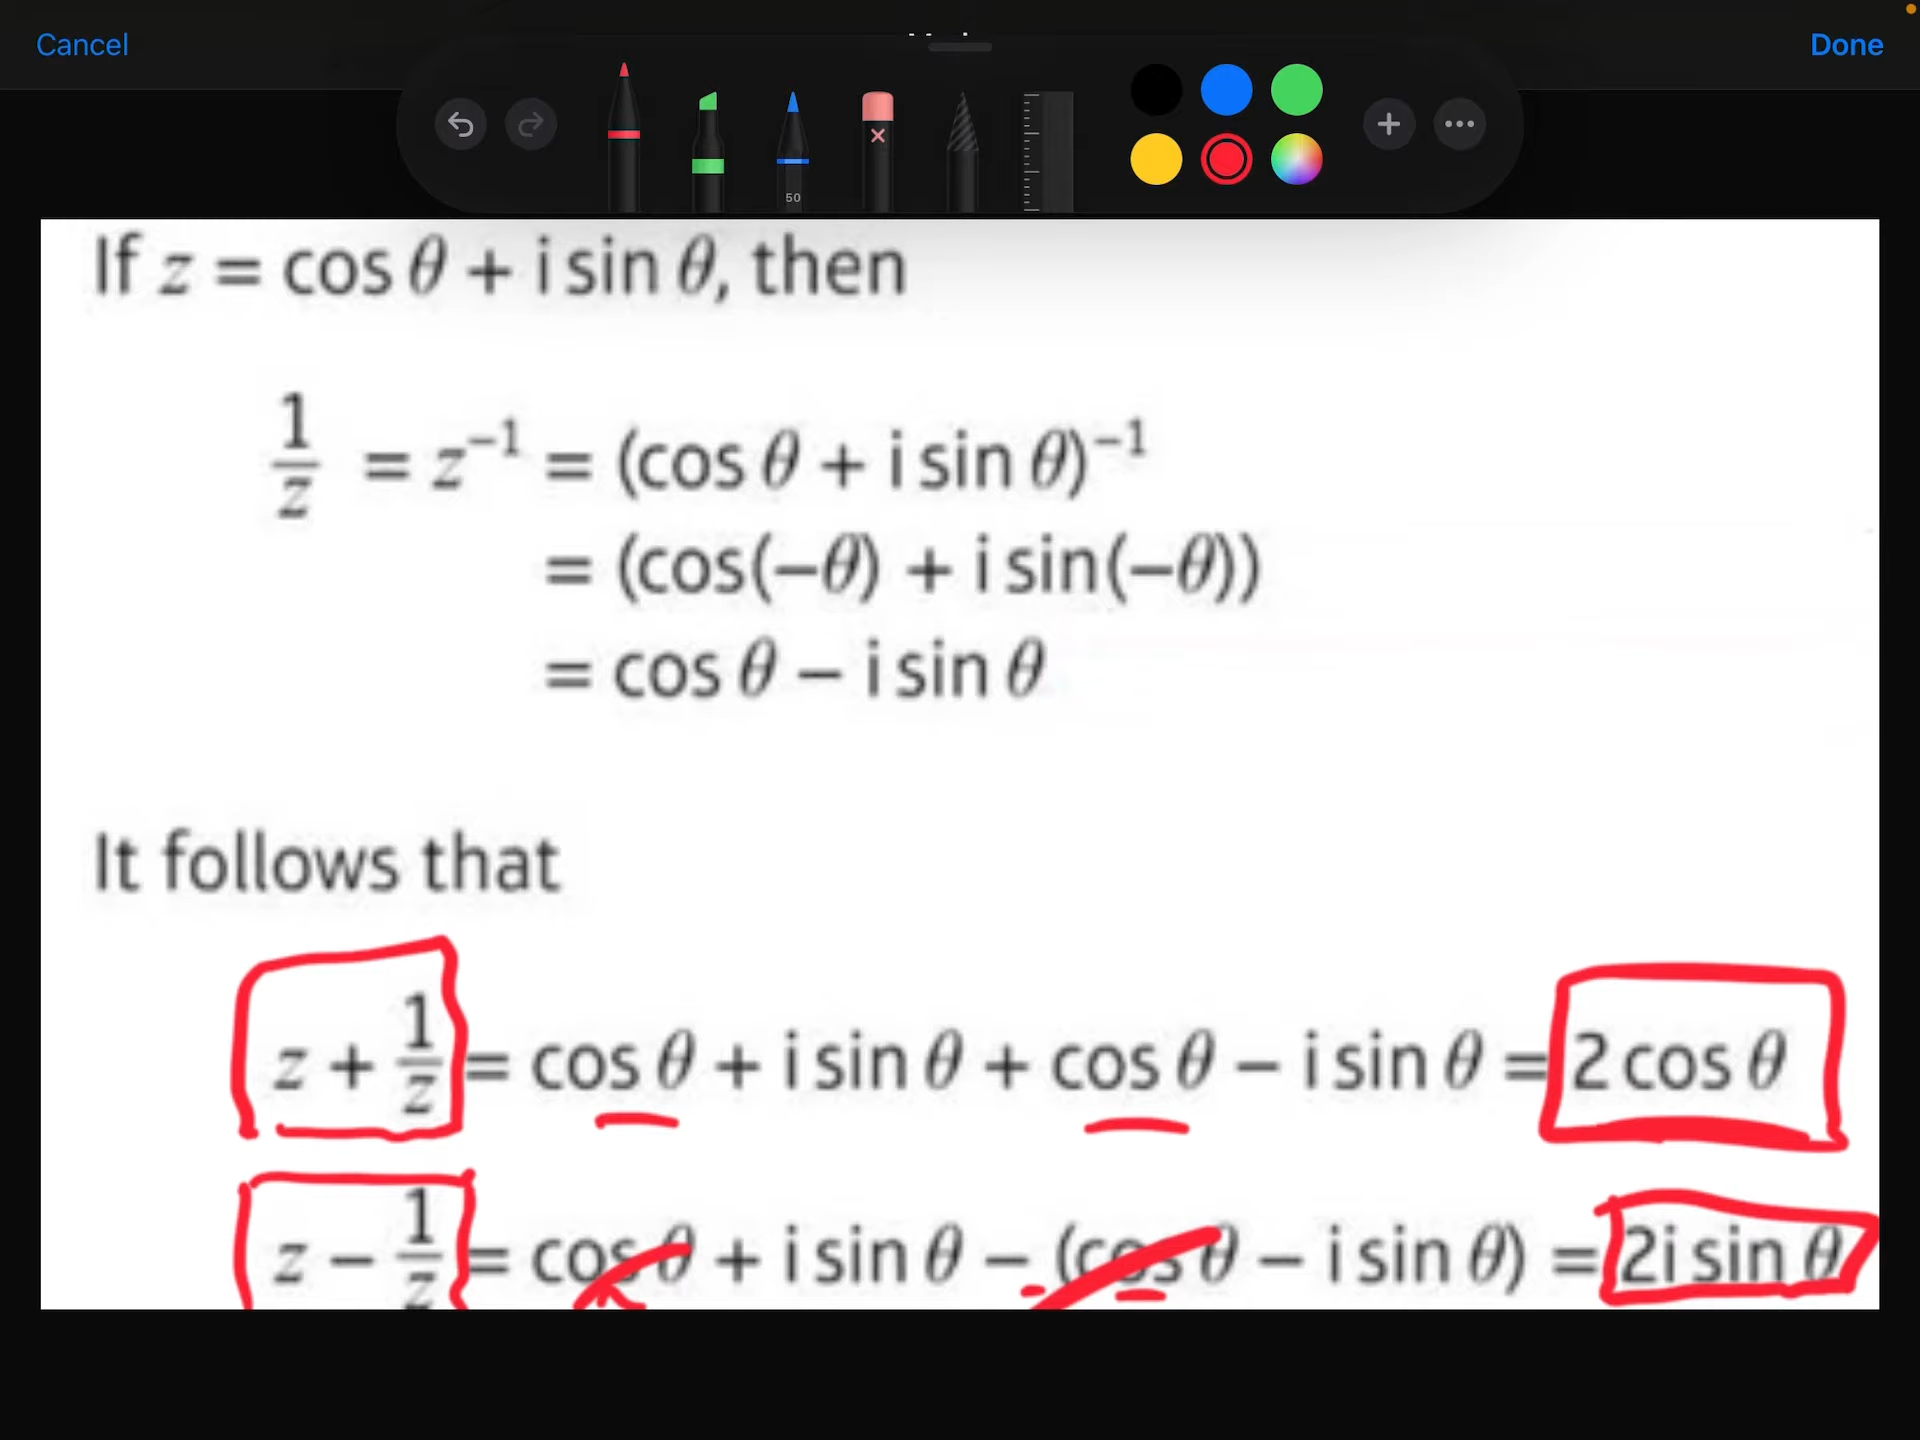 Cancel
Done
50
If z = cos θ + i sin θ, then
1/z = z⁻¹ = (cos θ + i sin θ)⁻¹
= (cos(−θ) + i sin(−θ))
= cos θ − i sin θ
It follows that
z + 1/z = cos θ + i sin θ + cos θ − i sin θ = 2 cos θ
z − 1/z = cos θ + i sin θ − (cos θ − i sin θ) = 2i sin θ